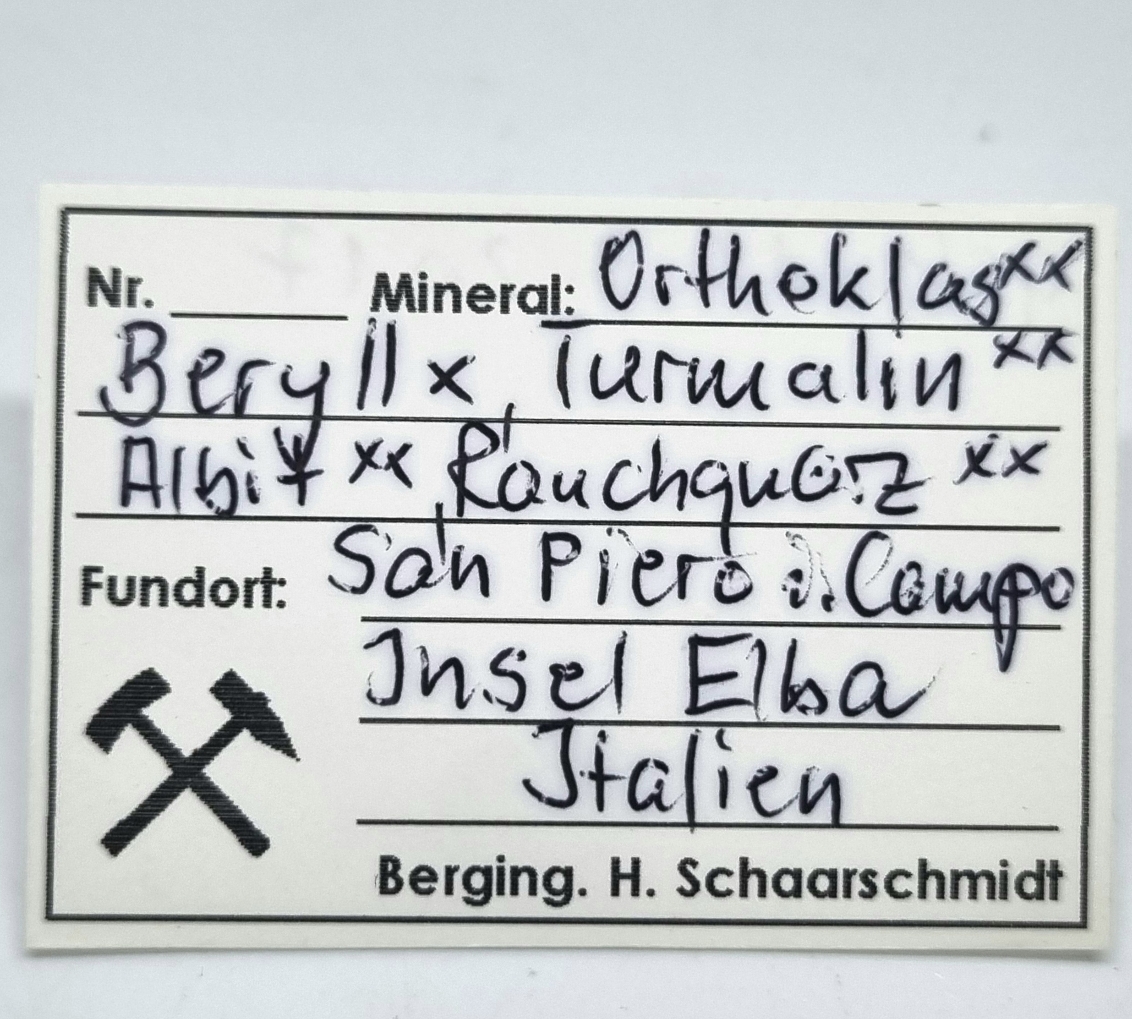 Nr. Mineral: Orthoklas xx
Beryll x, Turmalin xx
Albit xx, Rauchquarz xx
Fundort: San Piero i. Campo
Insel Elba
Italien
Berging. H. Schaarschmidt